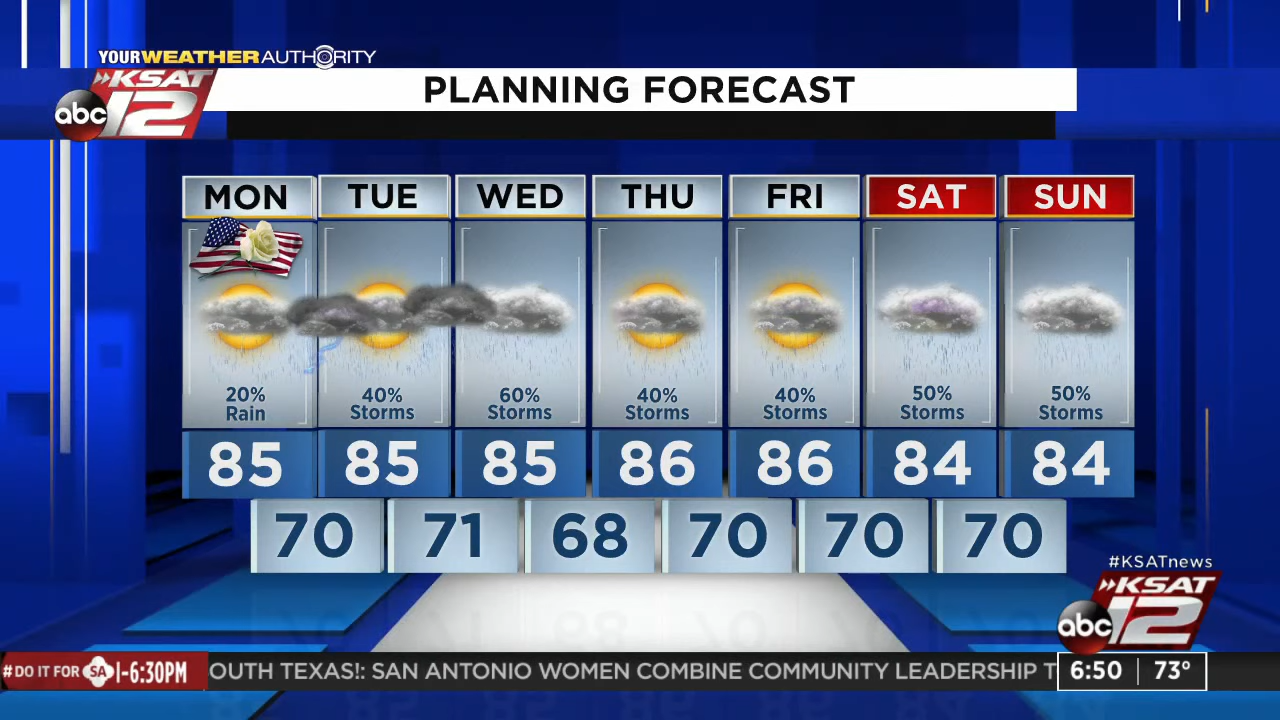 YOURWEATHERAUTHORITY
KSAT
abc 12
PLANNING FORECAST
MON TUE WED THU FRI SAT SUN
20% 40% 60% 40% 40% 50% 50%
Rain Storms Storms Storms Storms Storms Storms
85 85 85 86 86 84 84
70 71 68 70 70 70
#KSATnews
KSAT
abc 12
#DO IT FOR SA -6:30PM OUTH TEXAS!: SAN ANTONIO WOMEN COMBINE COMMUNITY LEADERSHIP T 6:50 73°